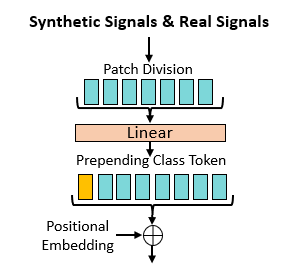 Synthetic Signals & Real Signals
Patch Division
Linear
Prepending Class Token
Positional
Embedding